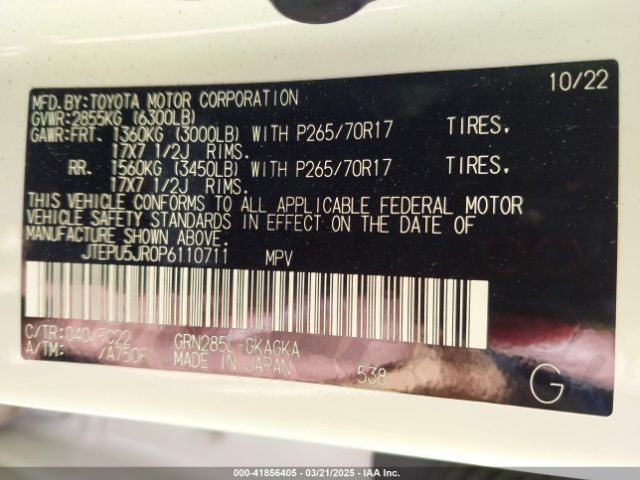 10/22
MFD.BY:TOYOTA MOTOR CORPORATION
GVWR:2855KG (6300LB)
GAWR:FRT. 1360KG (3000LB) WITH P265/70R17 TIRES,
17X7 1/2J RIMS.
RR. 1560KG (3450LB) WITH P265/70R17 TIRES,
17X7 1/2J RIMS.
THIS VEHICLE CONFORMS TO ALL APPLICABLE FEDERAL MOTOR
VEHICLE SAFETY STANDARDS IN EFFECT ON THE DATE OF
MANUFACTURE SHOWN ABOVE.
JTEPU5JR0P6110711 MPV
C/TR:040/FC22 GRN285L-GKAGKA
A/TM: /A750F MADE IN JAPAN 538 G
000-41856405 - 03/21/2025 - IAA Inc.